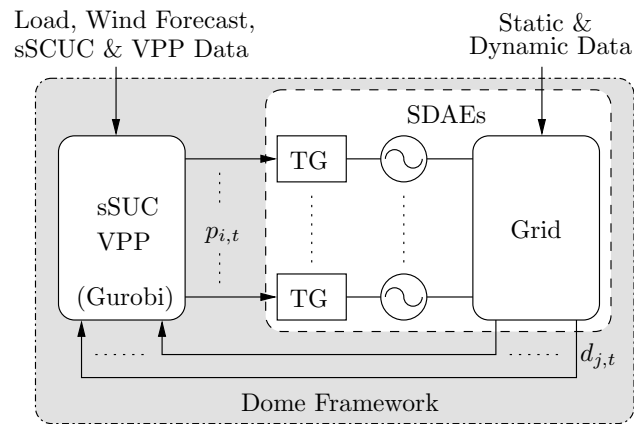 Load, Wind Forecast,
sSCUC & VPP Data
Static &
Dynamic Data
SDAEs
TG
sSUC
VPP
(Gurobi)
p_{i,t}
Grid
TG
d_{j,t}
Dome Framework